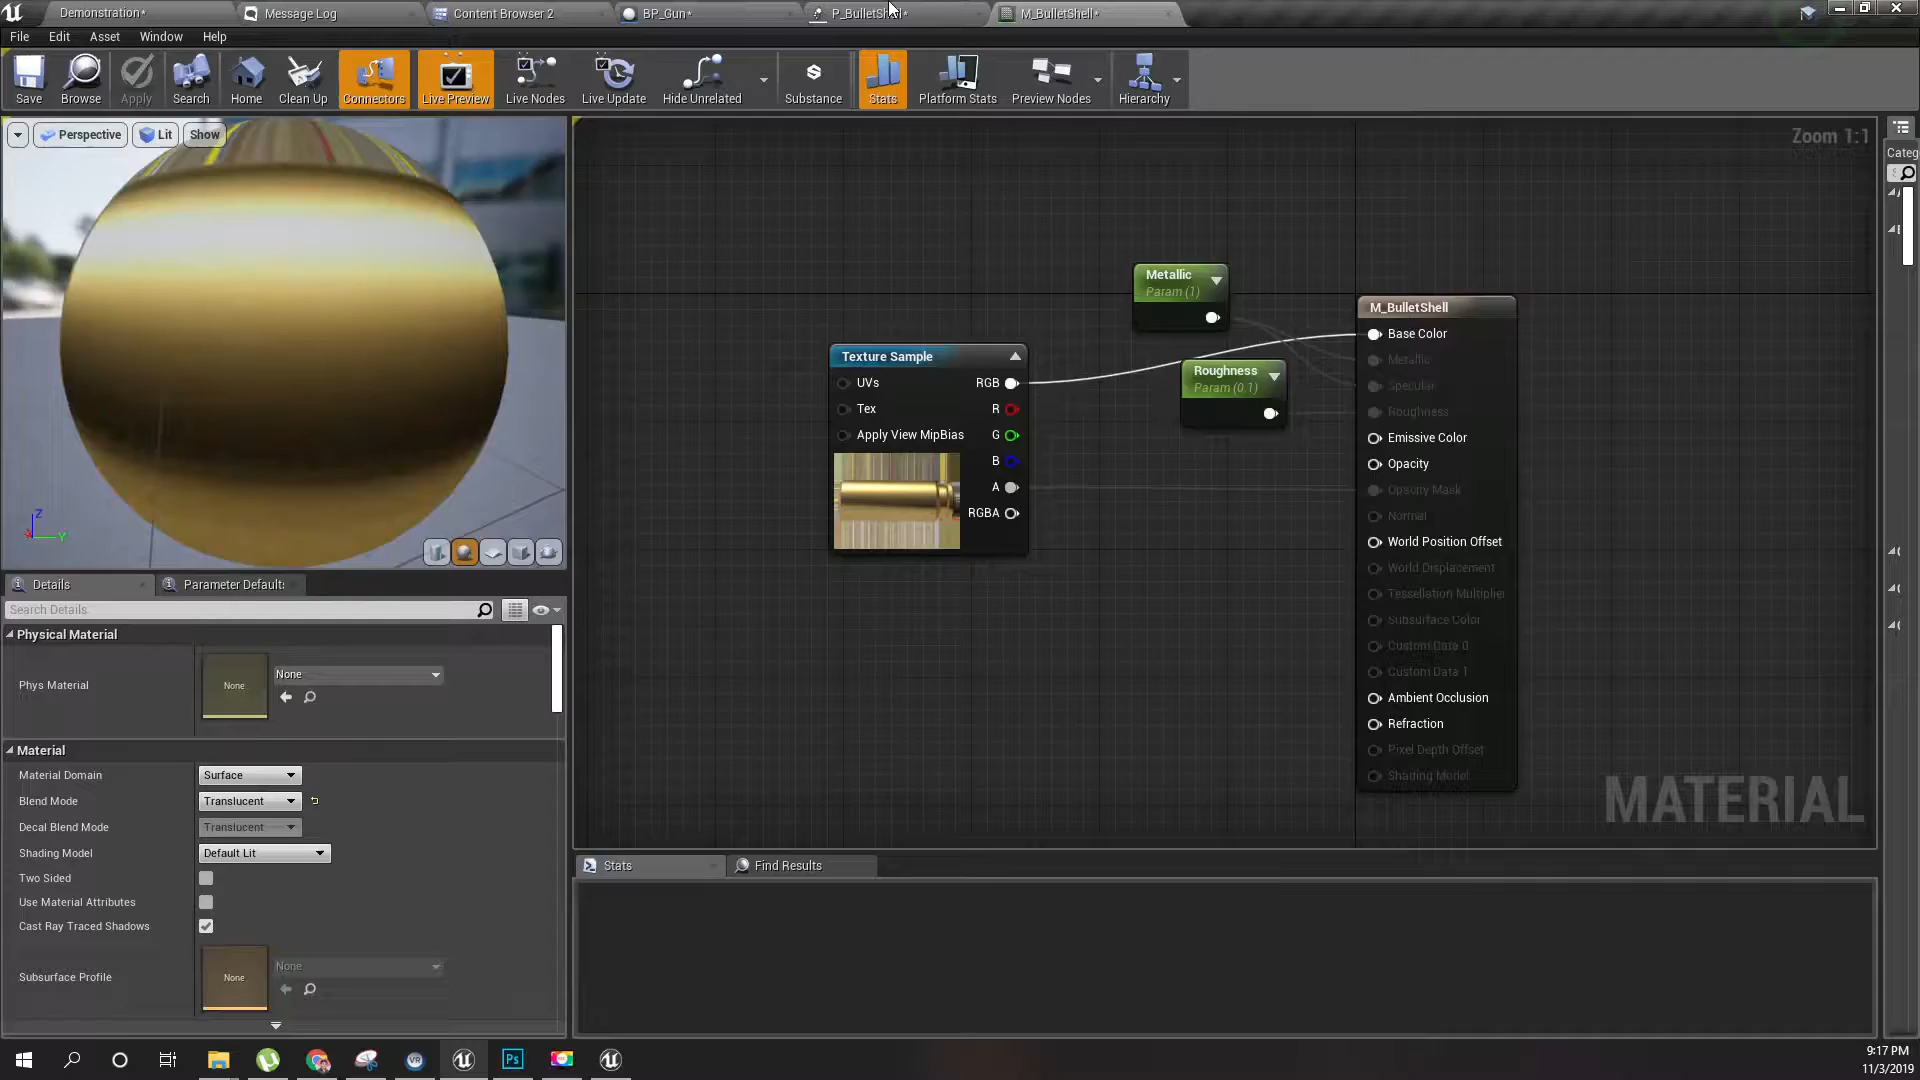 Demonstration*
Message Log
Content Browser 2
BP_Gun*
P_BulletShell*
M_BulletShell*
File
Edit
Asset
Window
Help
Save
Browse
Apply
Search
Home
Clean Up
Connectors
Live Preview
Live Nodes
Live Update
Hide Unrelated
Substance
Stats
Platform Stats
Preview Nodes
Hierarchy
Perspective
Lit
Show
Zoom 1:1
Categ
Metallic
Param (1)
M_BulletShell
Base Color
Metallic
Specular
Roughness
Emissive Color
Opacity
Opacity Mask
Normal
World Position Offset
World Displacement
Tessellation Multiplier
Subsurface Color
Custom Data 0
Custom Data 1
Ambient Occlusion
Refraction
Pixel Depth Offset
Shading Model
Texture Sample
UVs
RGB
Tex
R
Apply View MipBias
G
B
A
RGBA
Roughness
Param (0.1)
MATERIAL
Z
Y
Details
Parameter Defaults
Search Details
Physical Material
Phys Material
None
None
Material
Material Domain
Surface
Blend Mode
Translucent
Decal Blend Mode
Translucent
Shading Model
Default Lit
Two Sided
Use Material Attributes
Cast Ray Traced Shadows
Subsurface Profile
None
None
Stats
Find Results
Ps
VR
9:17 PM
11/3/2019